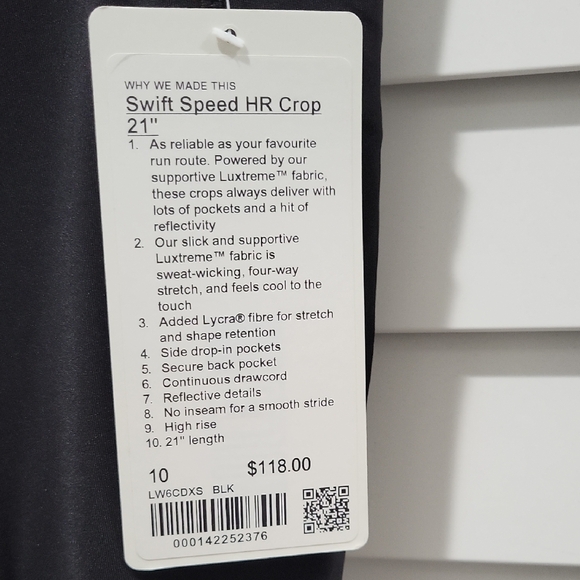 WHY WE MADE THIS
Swift Speed HR Crop
21"
1. As reliable as your favourite
run route. Powered by our
supportive Luxtreme™ fabric,
these crops always deliver with
lots of pockets and a hit of
reflectivity
2. Our slick and supportive
Luxtreme™ fabric is
sweat-wicking, four-way
stretch, and feels cool to the
touch
3. Added Lycra® fibre for stretch
and shape retention
4. Side drop-in pockets
5. Secure back pocket
6. Continuous drawcord
7. Reflective details
8. No inseam for a smooth stride
9. High rise
10. 21" length
10 $118.00
LW6CDXS BLK
000142252376